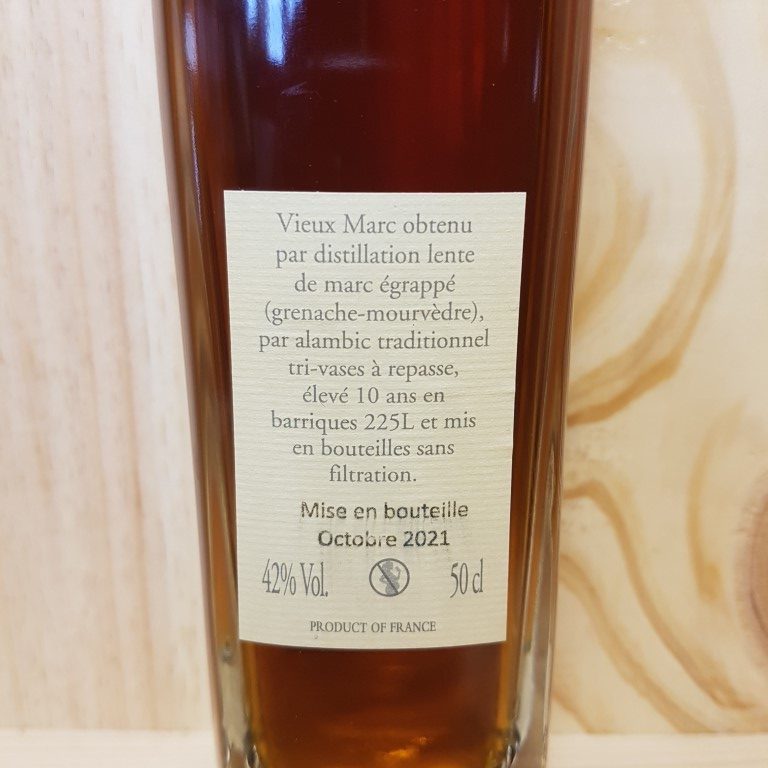 Vieux Marc obtenu
par distillation lente
de marc égrappé
(grenache-mourvèdre),
par alambic traditionnel
tri-vases à repasse,
élevé 10 ans en
barriques 225L et mis
en bouteilles sans
filtration.
Mise en bouteille
Octobre 2021
42% Vol. 50 cl
PRODUCT OF FRANCE